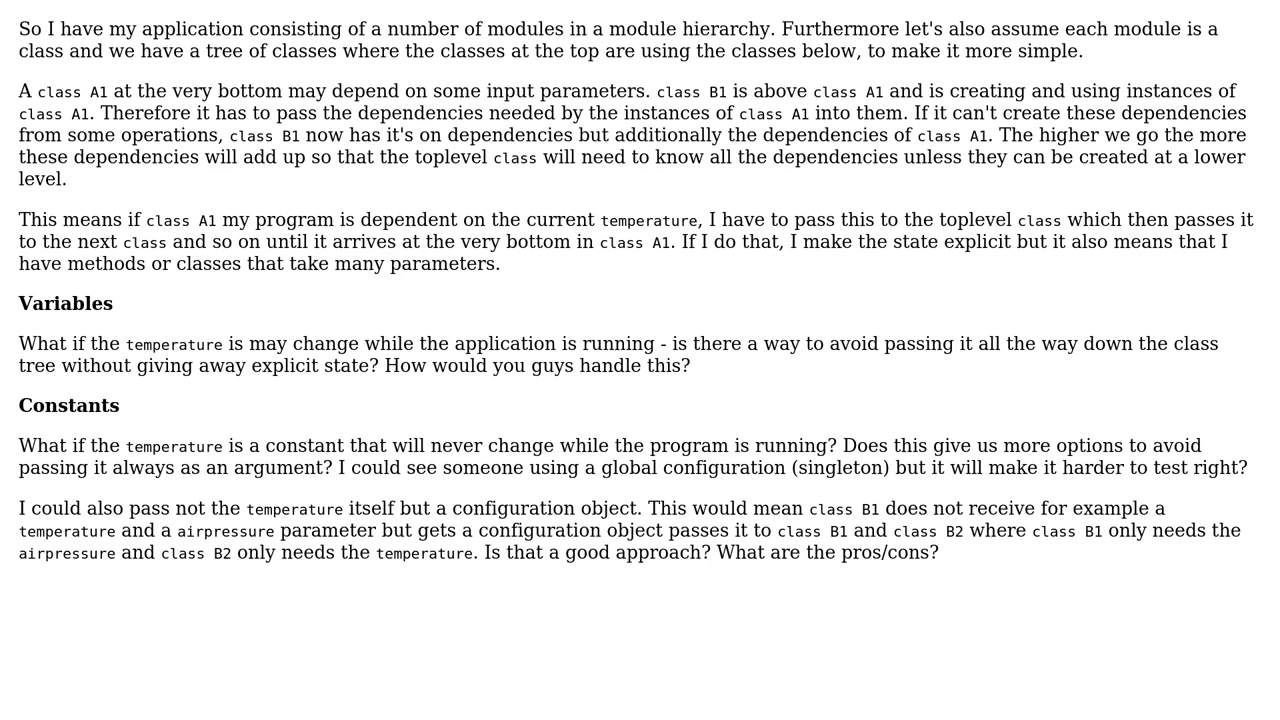 So I have my application consisting of a number of modules in a module hierarchy. Furthermore let's also assume each module is a
class and we have a tree of classes where the classes at the top are using the classes below, to make it more simple.
A class A1 at the very bottom may depend on some input parameters. class B1 is above class A1 and is creating and using instances of
class A1. Therefore it has to pass the dependencies needed by the instances of class A1 into them. If it can't create these dependencies
from some operations, class B1 now has it's on dependencies but additionally the dependencies of class A1. The higher we go the more
these dependencies will add up so that the toplevel class will need to know all the dependencies unless they can be created at a lower
level.
This means if class A1 my program is dependent on the current temperature, I have to pass this to the toplevel class which then passes it
to the next class and so on until it arrives at the very bottom in class A1. If I do that, I make the state explicit but it also means that I
have methods or classes that take many parameters.
Variables
What if the temperature is may change while the application is running - is there a way to avoid passing it all the way down the class
tree without giving away explicit state? How would you guys handle this?
Constants
What if the temperature is a constant that will never change while the program is running? Does this give us more options to avoid
passing it always as an argument? I could see someone using a global configuration (singleton) but it will make it harder to test right?
I could also pass not the temperature itself but a configuration object. This would mean class B1 does not receive for example a
temperature and a airpressure parameter but gets a configuration object passes it to class B1 and class B2 where class B1 only needs the
airpressure and class B2 only needs the temperature. Is that a good approach? What are the pros/cons?